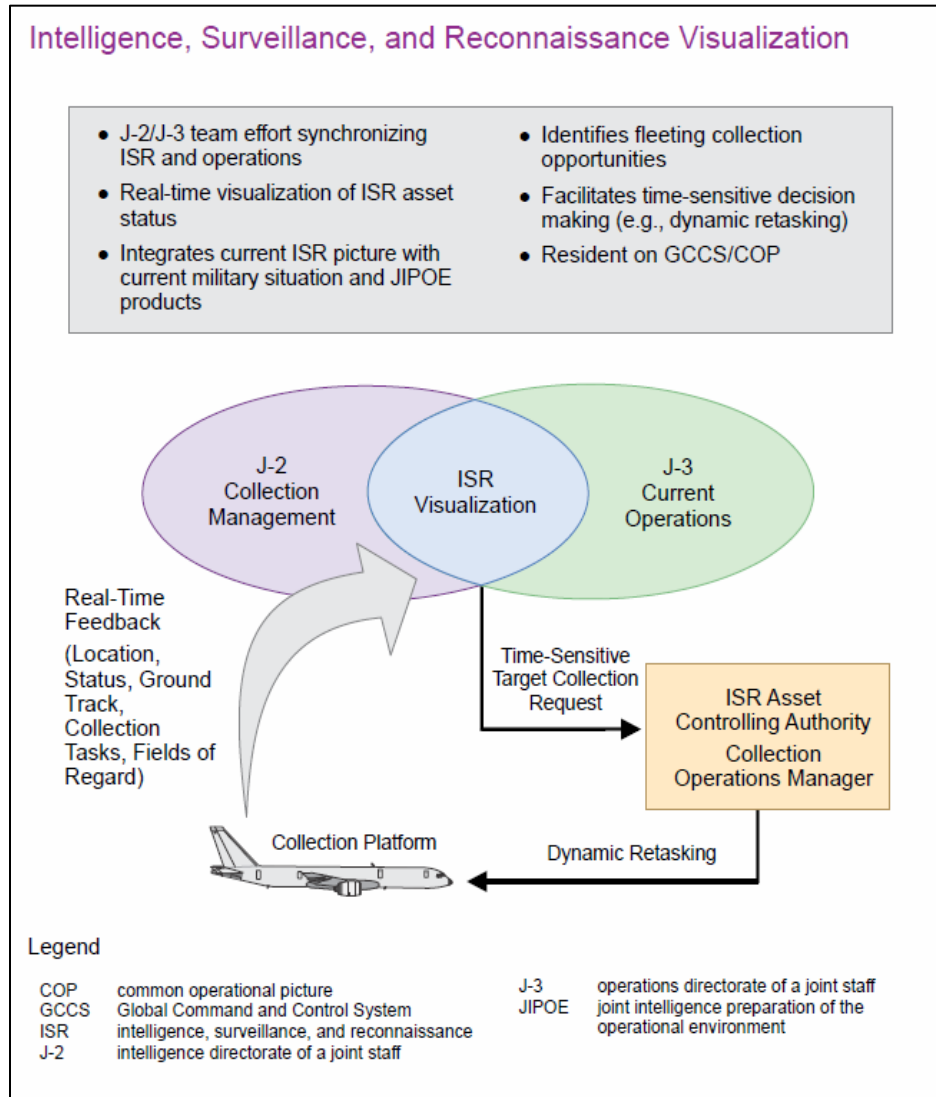 Intelligence, Surveillance, and Reconnaissance Visualization
● J-2/J-3 team effort synchronizing
ISR and operations
● Real-time visualization of ISR asset
status
● Integrates current ISR picture with
current military situation and JIPOE
products
● Identifies fleeting collection
opportunities
● Facilitates time-sensitive decision
making (e.g., dynamic retasking)
● Resident on GCCS/COP
J-2
Collection
Management
ISR
Visualization
J-3
Current
Operations
Real-Time
Feedback
(Location,
Status, Ground
Track,
Collection
Tasks, Fields of
Regard)
Time-Sensitive
Target Collection
Request
ISR Asset
Controlling Authority
Collection
Operations Manager
Collection Platform
Dynamic Retasking
Legend
COP common operational picture
GCCS Global Command and Control System
ISR intelligence, surveillance, and reconnaissance
J-2 intelligence directorate of a joint staff
J-3 operations directorate of a joint staff
JIPOE joint intelligence preparation of the
operational environment